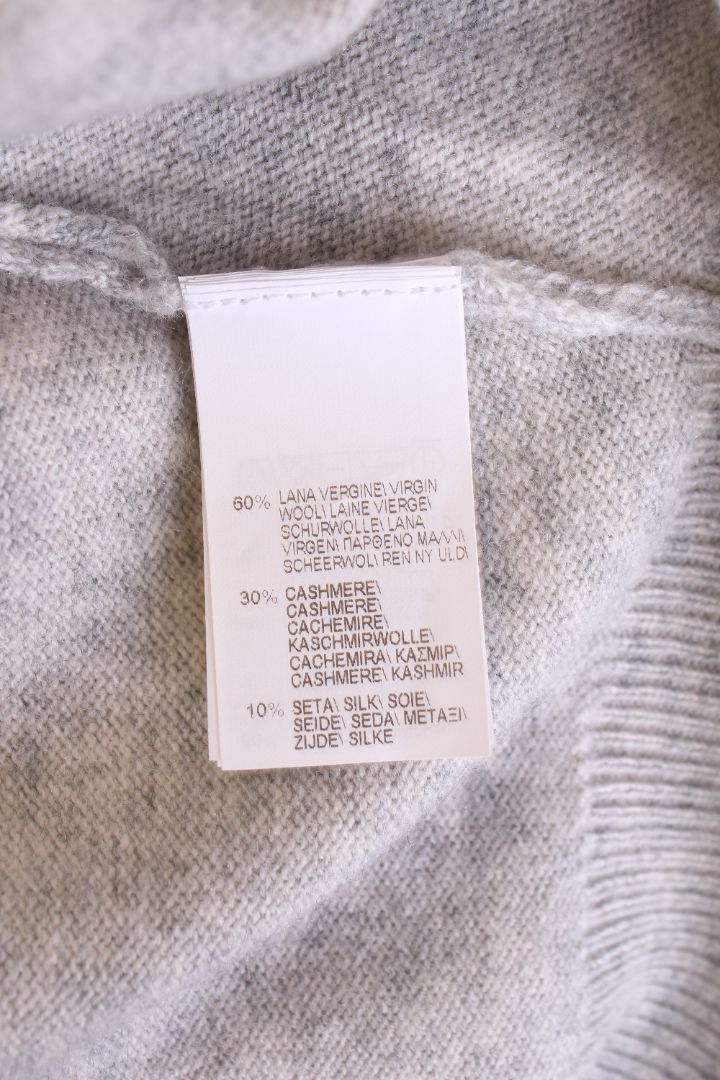 60% LANA VERGINE\ VIRGIN
WOOL\ LAINE VIERGE\
SCHURWOLLE\ LANA
VIRGEN\ ΠΑΡΘΕΝΟ ΜΑΛΛΙ\
SCHEERWOL\ REN NY ULD\
30% CASHMERE\
CASHMERE\
CACHEMIRE\
KASCHMIRWOLLE\
CACHEMIRA\ ΚΑΣΜΙΡ\
CASHMERE\ KASHMIR
10% SETA\ SILK\ SOIE\
SEIDE\ SEDA\ ΜΕΤΑΞΙ\
ZIJDE\ SILKE